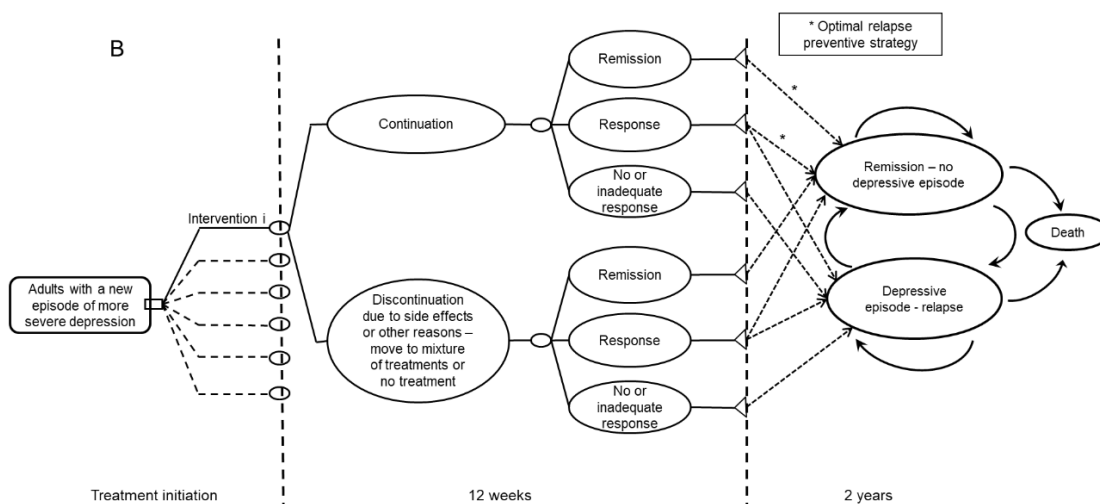 B
* Optimal relapse
preventive strategy
Remission
Continuation
Response
No or
inadequate
response
Intervention i
Adults with a new
episode of more
severe depression
Discontinuation
due to side effects
or other reasons –
move to mixture
of treatments or
no treatment
Remission
Response
No or
inadequate
response
*
*
Remission – no
depressive episode
Death
Depressive
episode - relapse
Treatment initiation
12 weeks
2 years